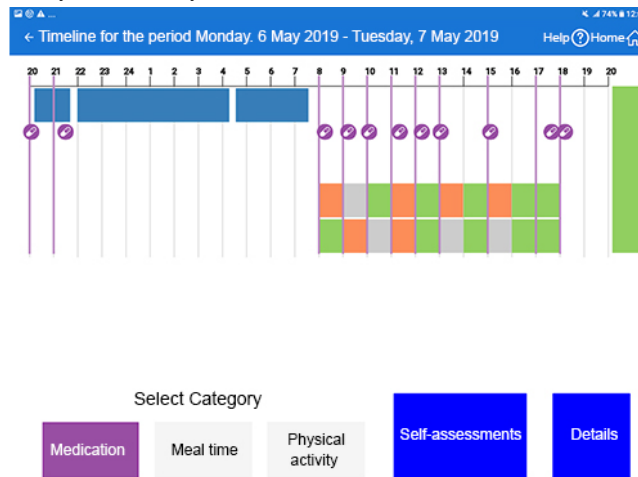 74% 12:
← Timeline for the period Monday. 6 May 2019 - Tuesday, 7 May 2019 Help ? Home
20 21 22 23 24 1 2 3 4 5 6 7 8 9 10 11 12 13 14 15 16 17 18 19 20
Select Category
Medication
Meal time
Physical
activity
Self-assessments
Details